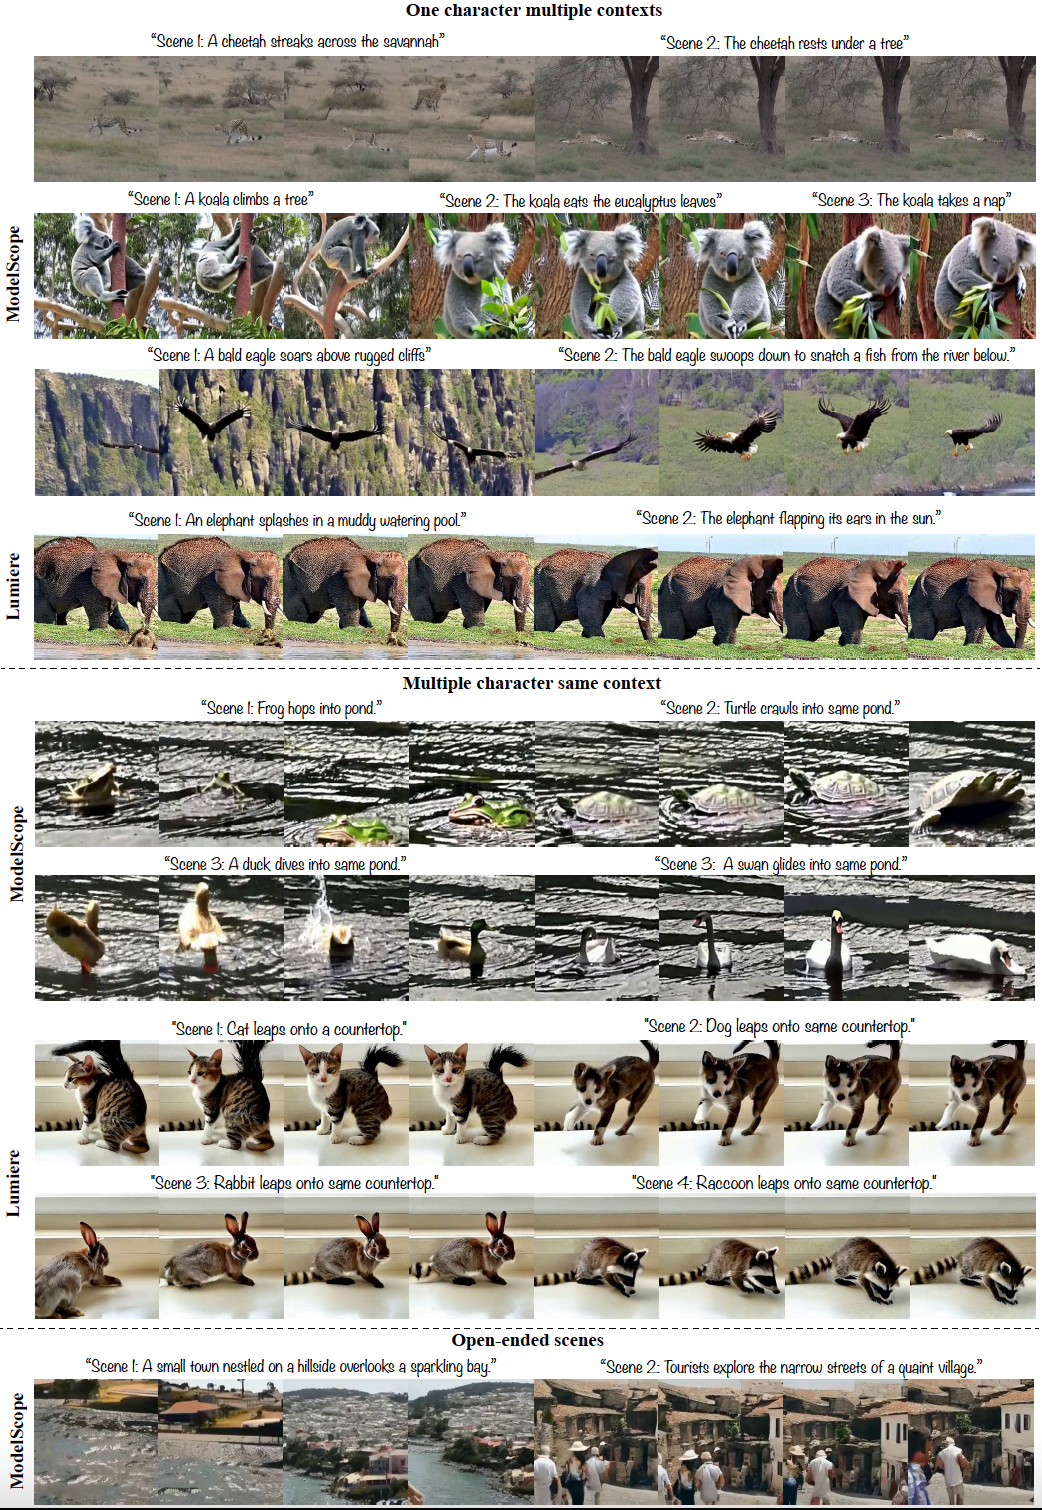 One character multiple contexts
“Scene 1: A cheetah streaks across the savannah”
“Scene 2: The cheetah rests under a tree”
ModelScope
“Scene 1: A koala climbs a tree”
“Scene 2: The koala eats the eucalyptus leaves”
“Scene 3: The koala takes a nap”
“Scene 1: A bald eagle soars above rugged cliffs”
“Scene 2: The bald eagle swoops down to snatch a fish from the river below.”
Lumiere
“Scene 1: An elephant splashes in a muddy watering pool.”
“Scene 2: The elephant flapping its ears in the sun.”
Multiple character same context
ModelScope
“Scene 1: Frog hops into pond.”
“Scene 2: Turtle crawls into same pond.”
“Scene 3: A duck dives into same pond.”
“Scene 3: A swan glides into same pond.”
Lumiere
"Scene 1: Cat leaps onto a countertop."
"Scene 2: Dog leaps onto same countertop."
"Scene 3: Rabbit leaps onto same countertop."
"Scene 4: Raccoon leaps onto same countertop."
Open-ended scenes
ModelScope
“Scene 1: A small town nestled on a hillside overlooks a sparkling bay.”
“Scene 2: Tourists explore the narrow streets of a quaint village.”